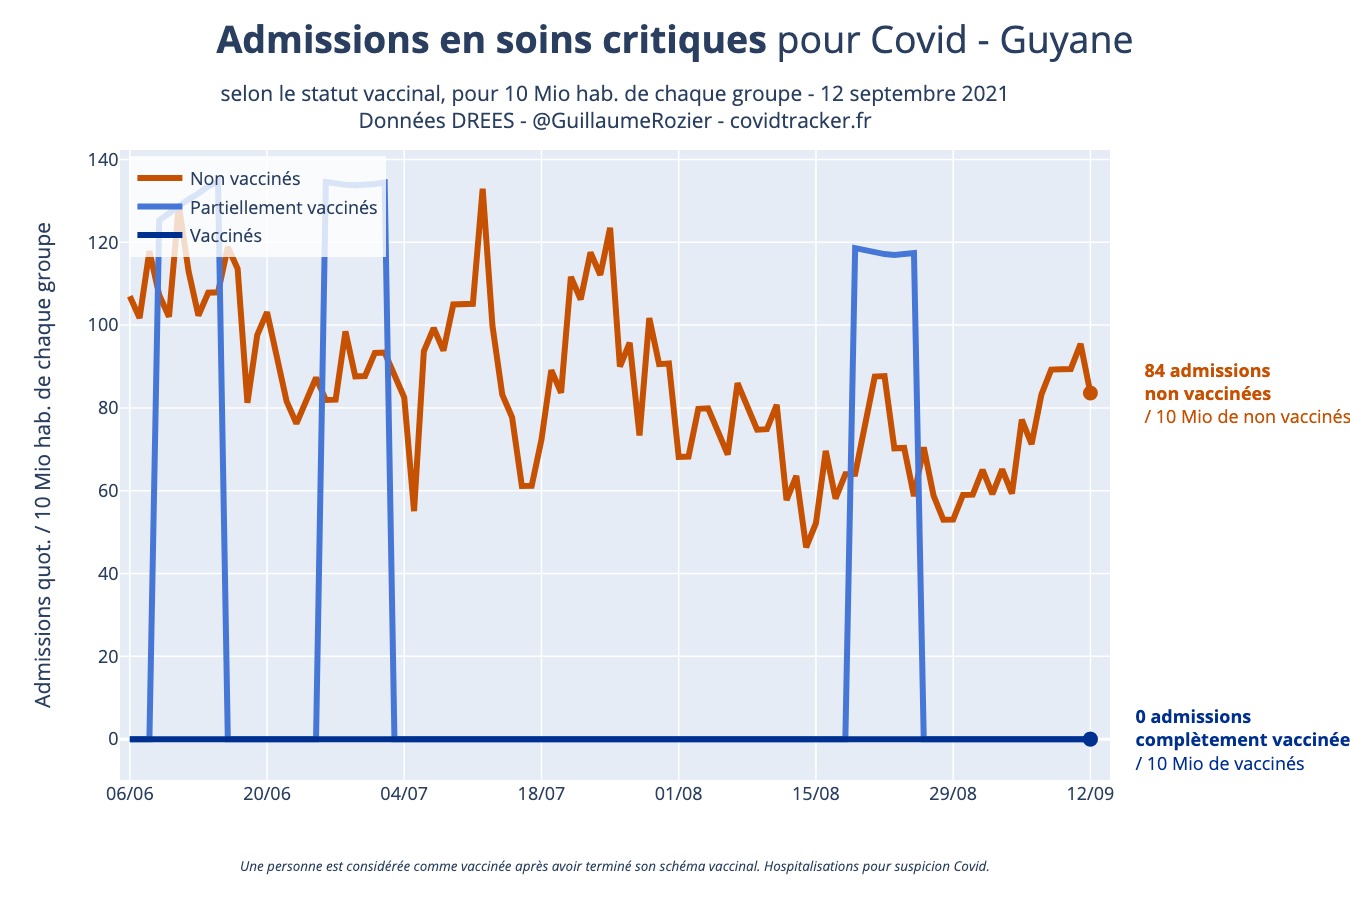 Admissions en soins critiques pour Covid - Guyane
selon le statut vaccinal, pour 10 Mio hab. de chaque groupe - 12 septembre 2021
Données DREES - @GuillaumeRozier - covidtracker.fr
Admissions quot. / 10 Mio hab. de chaque groupe
140
120
100
80
60
40
20
0
Non vaccinés
Partiellement vaccinés
Vaccinés
84 admissions
non vaccinées
/ 10 Mio de non vaccinés
0 admissions
complètement vaccinée
/ 10 Mio de vaccinés
06/06
20/06
04/07
18/07
01/08
15/08
29/08
12/09
Une personne est considérée comme vaccinée après avoir terminé son schéma vaccinal. Hospitalisations pour suspicion Covid.